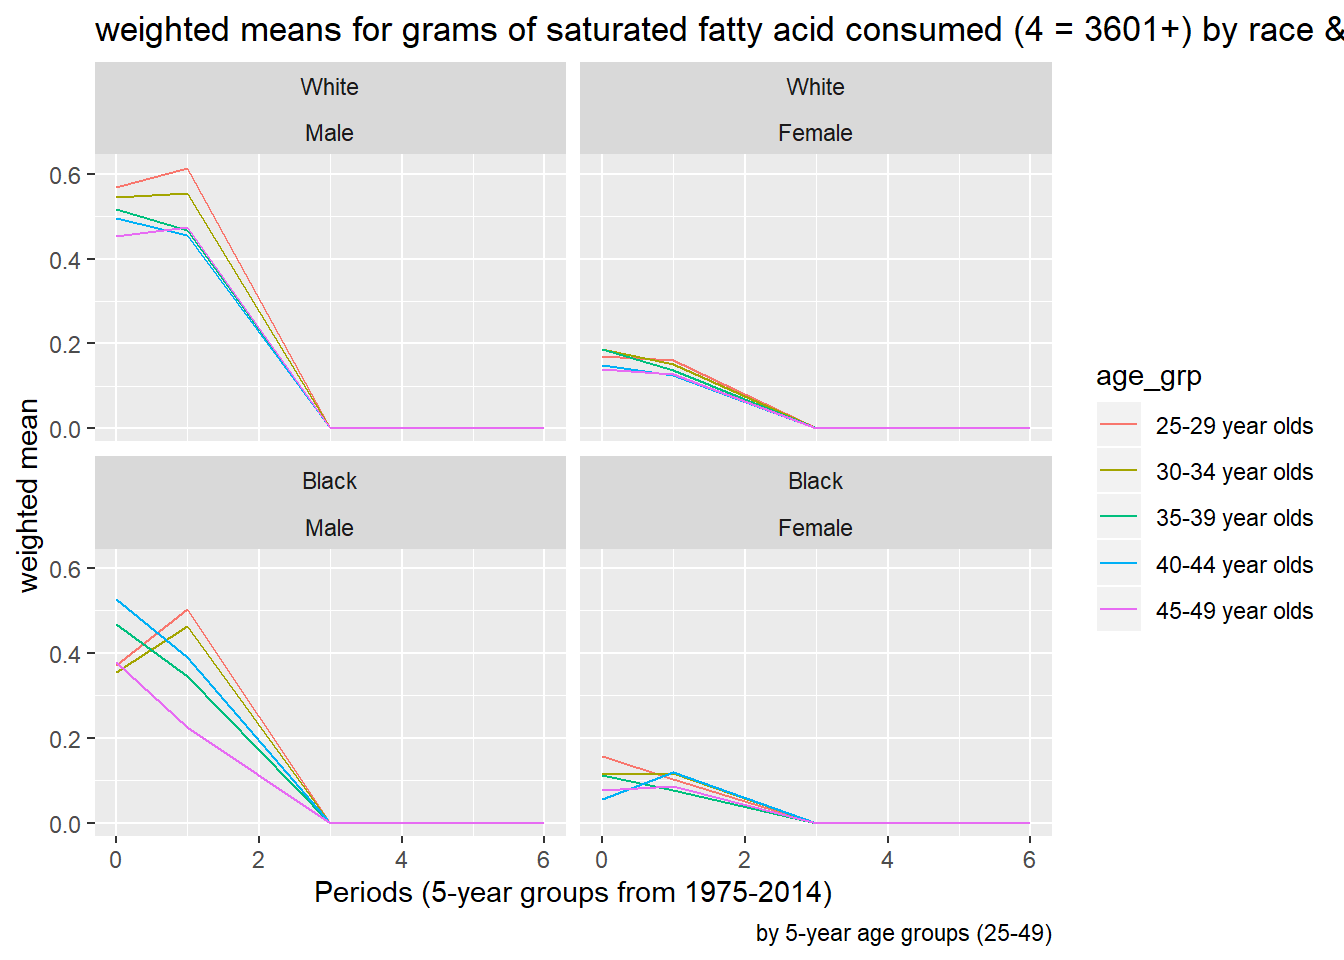 weighted means for grams of saturated fatty acid consumed (4 = 3601+) by race &
White
Male
White
Female
0.6
0.4
0.2
0.0
Black
Male
Black
Female
0.6
0.4
0.2
0.0
0 2 4 6
0 2 4 6
weighted mean
Periods (5-year groups from 1975-2014)
by 5-year age groups (25-49)
age_grp
25-29 year olds
30-34 year olds
35-39 year olds
40-44 year olds
45-49 year olds